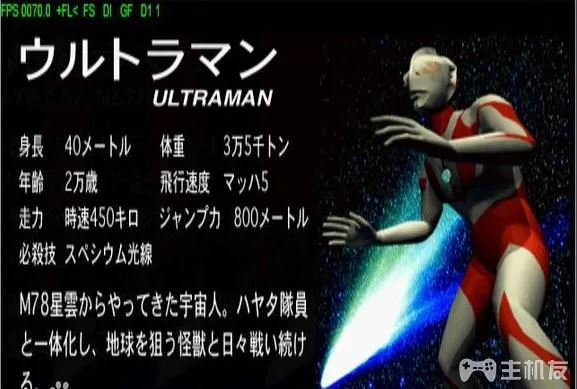 FPS 0070.0 +FL< FS DI GF D1 1
ウルトラマン
ULTRAMAN
身長 40メートル 体重 3万5千トン
年齢 2万歳 飛行速度 マッハ5
走力 時速450キロ ジャンプカ 800メートル
必殺技 スペシウム光線
M78星雲からやってきた宇宙人。ハヤタ隊員
と一体化し、地球を狙う怪獣と日々戦い続け
る。
主机友